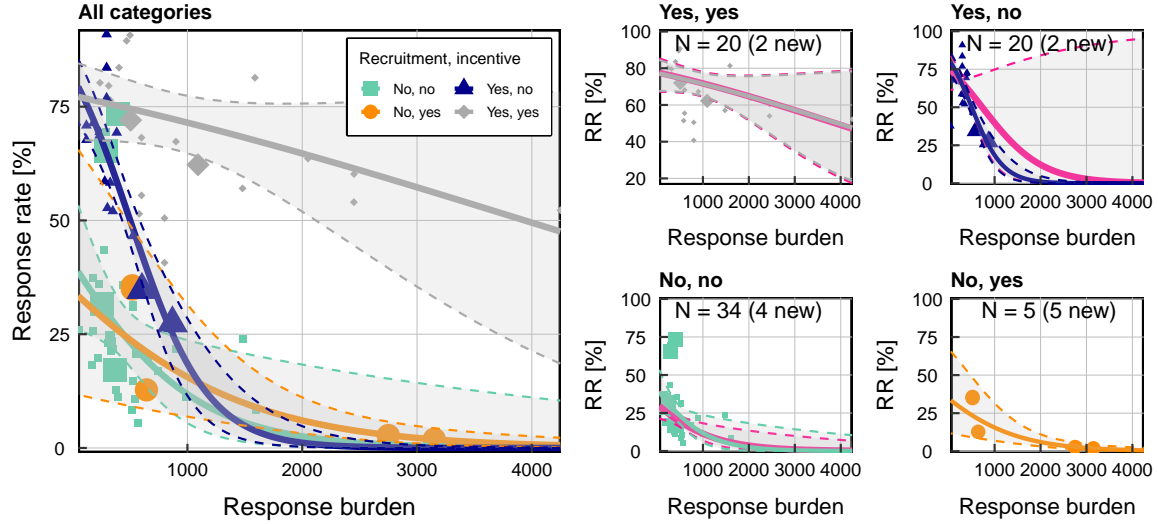 All categories
Response rate [%]
75
50
25
0
1000
2000
3000
4000
Response burden
Recruitment, incentive
No, no
Yes, no
No, yes
Yes, yes
Yes, yes
N = 20 (2 new)
RR [%]
100
80
60
40
20
1000 2000 3000 4000
Response burden
Yes, no
N = 20 (2 new)
RR [%]
100
75
50
25
0
1000 2000 3000 4000
Response burden
No, no
N = 34 (4 new)
RR [%]
100
75
50
25
0
1000 2000 3000 4000
Response burden
No, yes
N = 5 (5 new)
RR [%]
100
75
50
25
0
1000 2000 3000 4000
Response burden